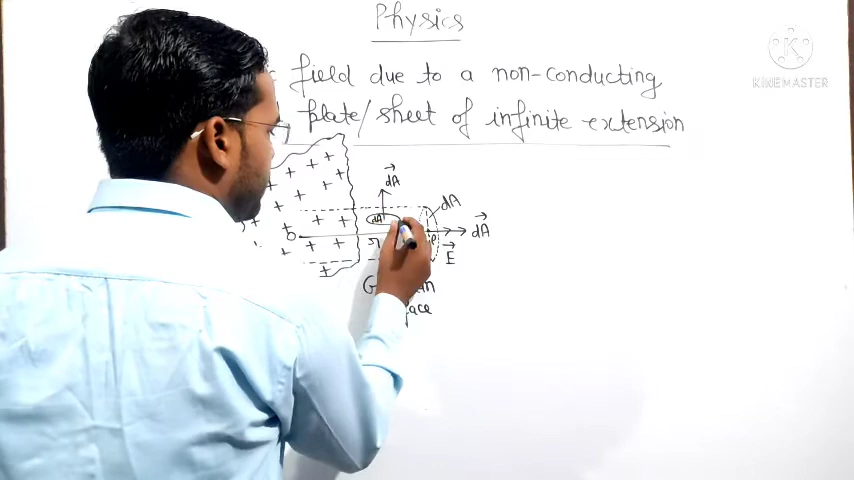 Physics
field due to a non-conducting
KINEMASTER
plate/sheet of infinite extension
dA
dA
dA
dA
E